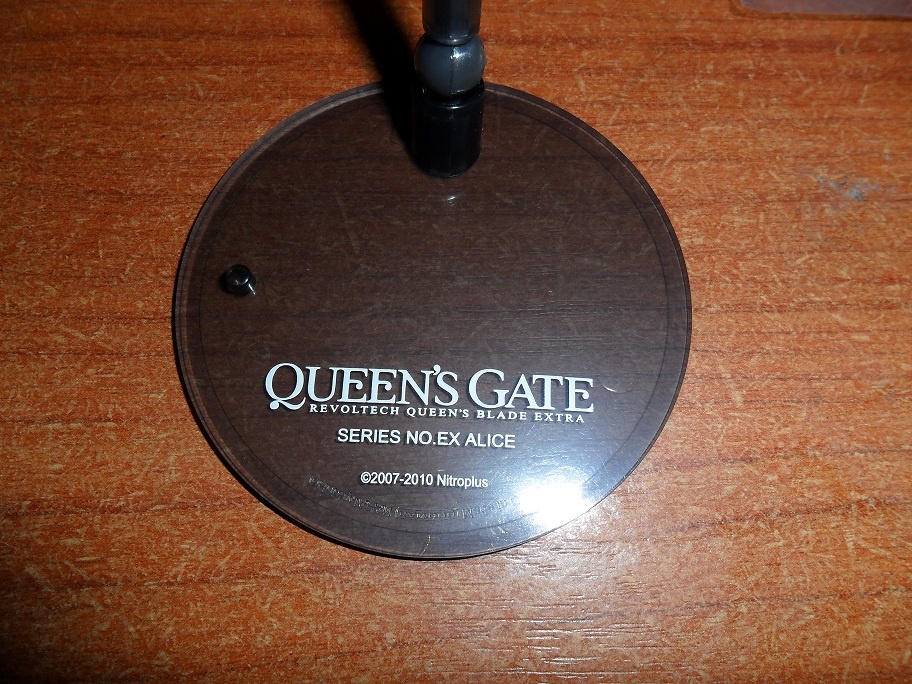 QUEEN'S GATE
REVOLTECH QUEEN'S BLADE EXTRA
SERIES NO.EX ALICE
©2007-2010 Nitroplus